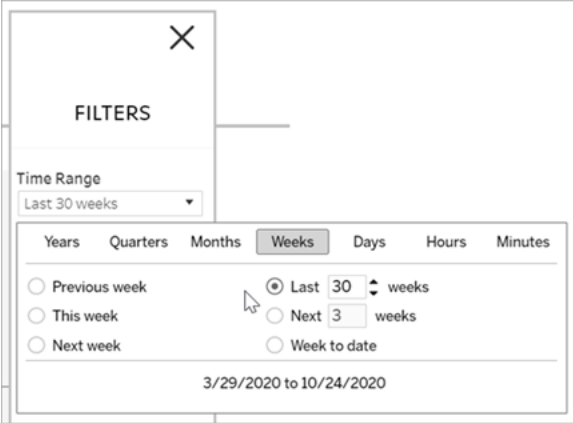 FILTERS
Time Range
Last 30 weeks
Years Quarters Months Weeks Days Hours Minutes
Previous week Last 30 weeks
This week Next 3 weeks
Next week Week to date
3/29/2020 to 10/24/2020